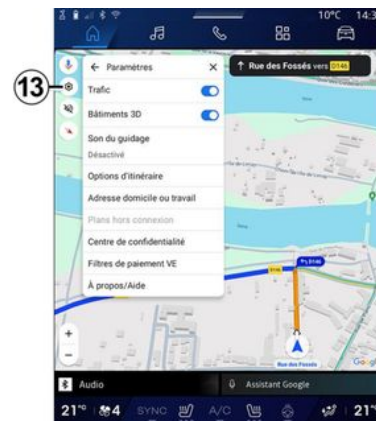 10°C 14:3
13
← Paramètres ×
↑ Rue des Fossés vers D146
Trafic
Bâtiments 3D
Son du guidage
Désactivé
Options d'itinéraire
Adresse domicile ou travail
Plans hors connexion
Centre de confidentialité
Filtres de paiement VE
À propos/Aide
D146
D146
+
−
Rue des Fossés
Audio
Assistant Google
21°C 4 SYNC A/C 21°